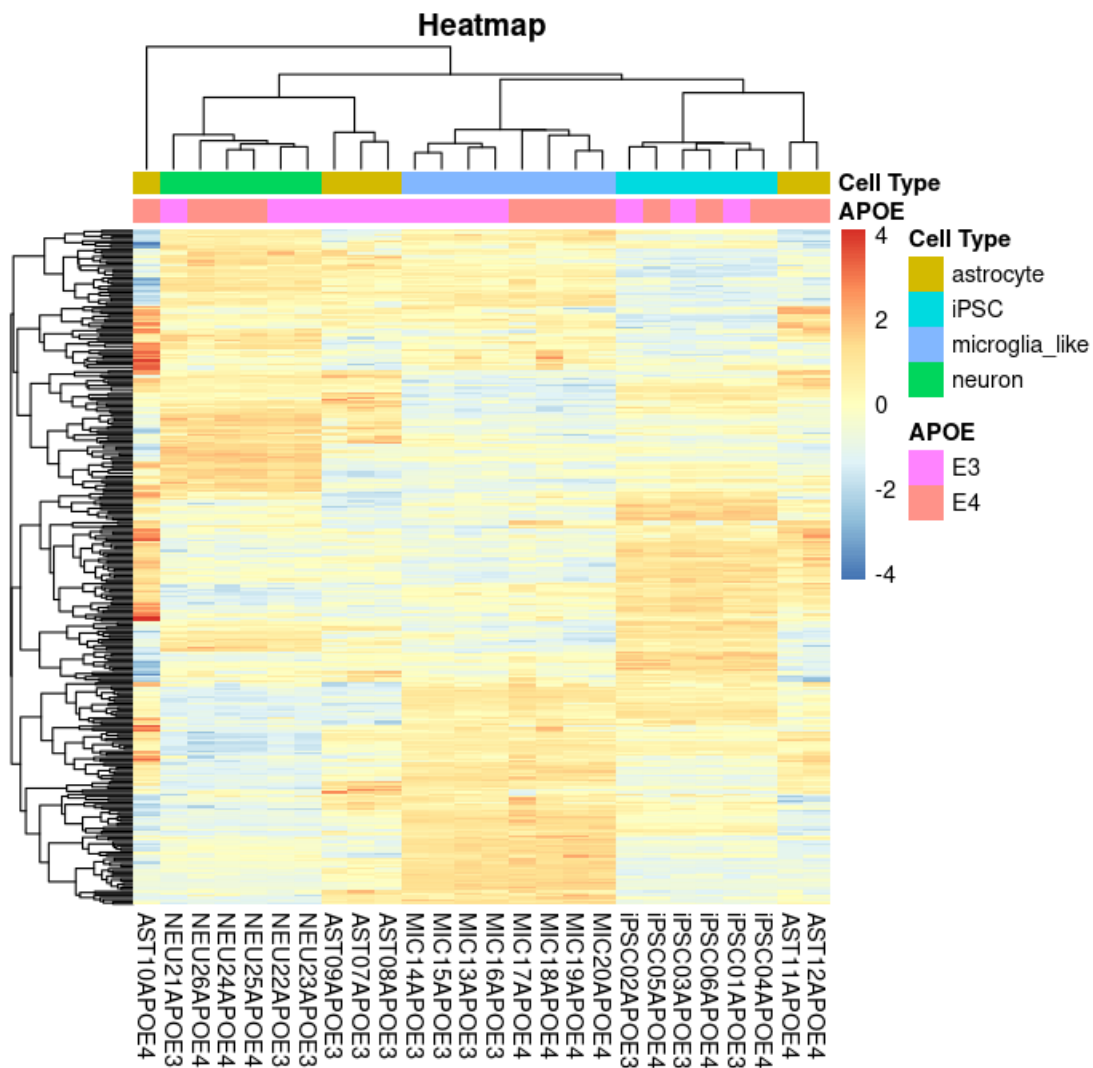 Heatmap
Cell Type
APOE
4
2
0
-2
-4
Cell Type
astrocyte
iPSC
microglia_like
neuron
APOE
E3
E4
AST10APOE4
NEU21APOE3
NEU26APOE4
NEU24APOE4
NEU25APOE4
NEU22APOE3
NEU23APOE3
AST09APOE3
AST07APOE3
AST08APOE3
MIC14APOE3
MIC15APOE3
MIC13APOE3
MIC16APOE3
MIC17APOE4
MIC18APOE4
MIC19APOE4
MIC20APOE4
iPSC02APOE3
iPSC05APOE4
iPSC03APOE3
iPSC06APOE4
iPSC01APOE3
iPSC04APOE4
AST11APOE4
AST12APOE4